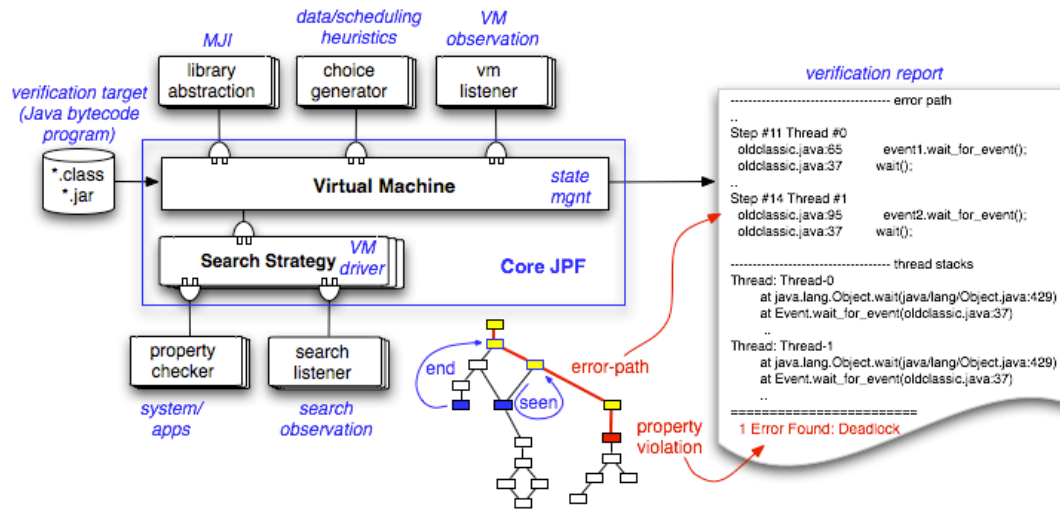 MJI
data/scheduling
heuristics
VM
observation
library
abstraction
choice
generator
vm
listener
verification target
(Java bytecode
program)
*.class
*.jar
Virtual Machine
state
mgnt
Search Strategy
VM
driver
Core JPF
property
checker
search
listener
system/
apps
search
observation
end
seen
error-path
property
violation
verification report
------------------------------------ error path
..
Step #11 Thread #0
oldclassic.java:65 event1.wait_for_event();
oldclassic.java:37 wait();
..
Step #14 Thread #1
oldclassic.java:95 event2.wait_for_event();
oldclassic.java:37 wait();
------------------------------------ thread stacks
Thread: Thread-0
at java.lang.Object.wait(java/lang/Object.java:429)
at Event.wait_for_event(oldclassic.java:37)
..
Thread: Thread-1
at java.lang.Object.wait(java/lang/Object.java:429)
at Event.wait_for_event(oldclassic.java:37)
..
========================
1 Error Found: Deadlock